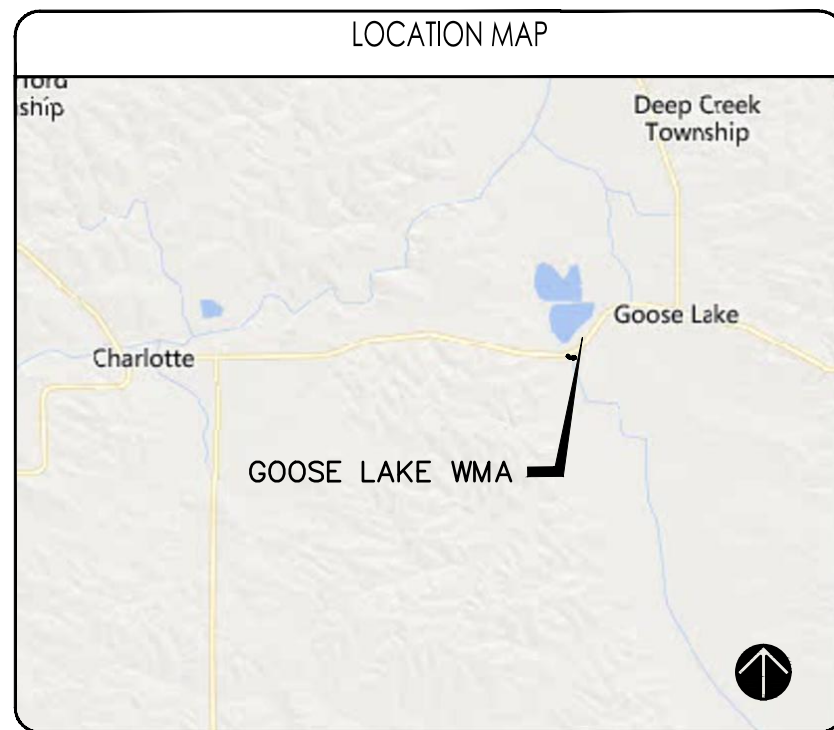 LOCATION MAP
ship
Deep Creek
Township
Goose Lake
Charlotte
GOOSE LAKE WMA